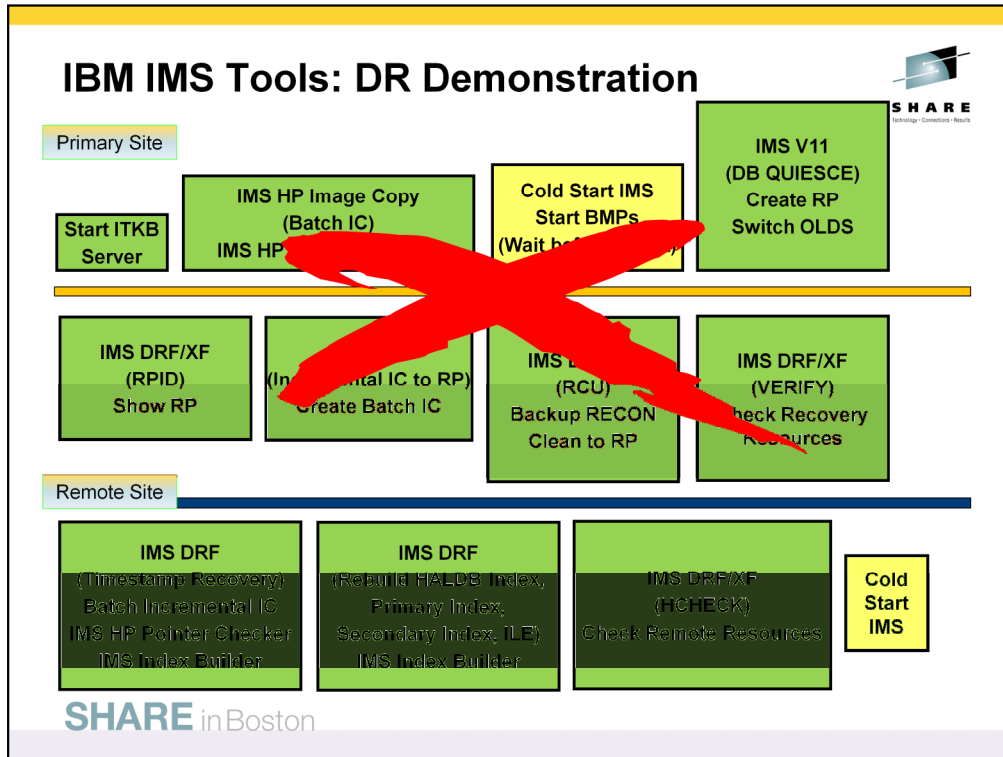 IBM IMS Tools: DR Demonstration
SHARE
Technology • Connections • Results
Primary Site
Start ITKB
Server
IMS HP Image Copy
(Batch IC)
IMS HP
Cold Start IMS
Start BMPs
(Wait
IMS V11
(DB QUIESCE)
Create RP
Switch OLDS
IMS DRF/XF
(RPID)
Show RP
IC to RP)
Create Batch IC
IMS
(RCU)
Backup RECON
Clean to RP
IMS DRF/XF
(VERIFY)
Check Recovery
Resources
Remote Site
IMS DRF
(Timestamp Recovery)
Batch Incremental IC
IMS HP Pointer Checker
IMS Index Builder
IMS DRF
(Rebuild HALDB Index,
Primary Index,
Secondary Index, ILE)
IMS Index Builder
IMS DRF/XF
(HCHECK)
Check Remote Resources
Cold
Start
IMS
SHARE in Boston